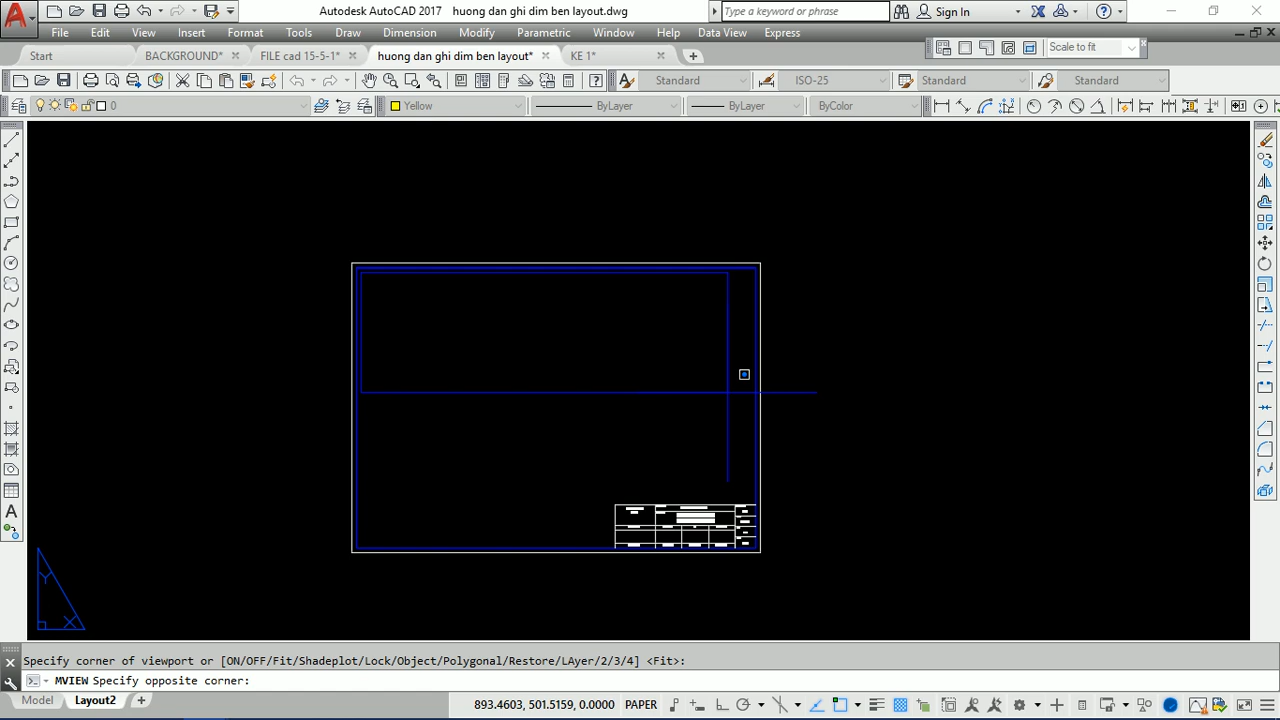 Autodesk AutoCAD 2017 huong dan ghi dim ben layout.dwg
Type a keyword or phrase
Sign In
File Edit View Insert Format Tools Draw Dimension Modify Parametric Window Help Data View Express
Scale to fit
Start BACKGROUND* FILE cad 15-5-1* huong dan ghi dim ben layout* KE 1*
Standard ISO-25 Standard Standard
0 Yellow ByLayer ByLayer ByColor
Y
X
Specify corner of viewport or [ON/OFF/Fit/Shadeplot/Lock/Object/Polygonal/Restore/LAyer/2/3/4] <Fit>:
MVIEW Specify opposite corner:
Model Layout2 893.4603, 501.5159, 0.0000 PAPER